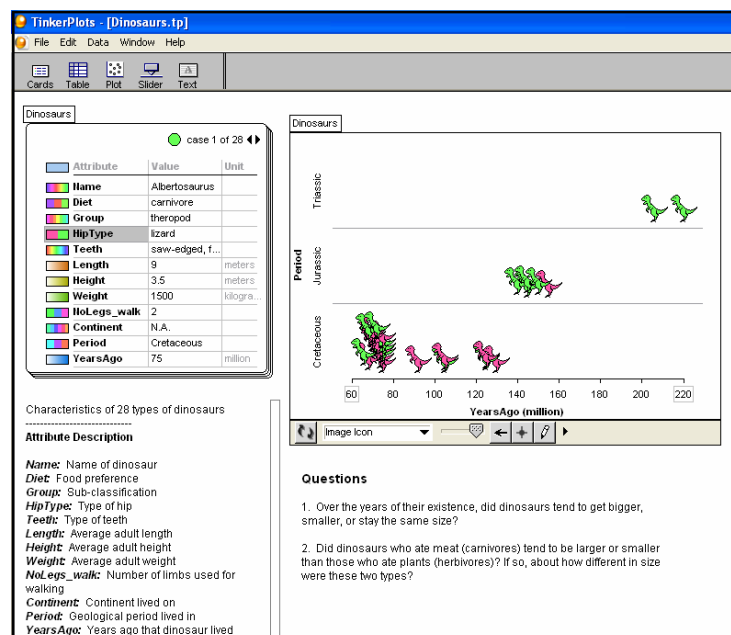 TinkerPlots - [Dinosaurs.tp]
File Edit Data Window Help
Cards Table Plot Slider Text
Dinosaurs
case 1 of 28
Attribute Value Unit
Name Albertosaurus
Diet carnivore
Group theropod
HipType lizard
Teeth saw-edged, f...
Length 9 meters
Height 3.5 meters
Weight 1500 kilogra...
NoLegs_walk 2
Continent N.A.
Period Cretaceous
YearsAgo 75 million
Characteristics of 28 types of dinosaurs
-----------------------------
Attribute Description
Name: Name of dinosaur
Diet: Food preference
Group: Sub-classification
HipType: Type of hip
Teeth: Type of teeth
Length: Average adult length
Height: Average adult height
Weight: Average adult weight
NoLegs_walk: Number of limbs used for
walking
Continent: Continent lived on
Period: Geological period lived in
YearsAgo: Years ago that dinosaur lived
Dinosaurs
Period
Triassic
Jurassic
Cretaceous
60 80 100 120 140 160 180 200 220
YearsAgo (million)
Image Icon
Questions
1. Over the years of their existence, did dinosaurs tend to get bigger,
smaller, or stay the same size?
2. Did dinosaurs who ate meat (carnivores) tend to be larger or smaller
than those who ate plants (herbivores)? If so, about how different in size
were these two types?